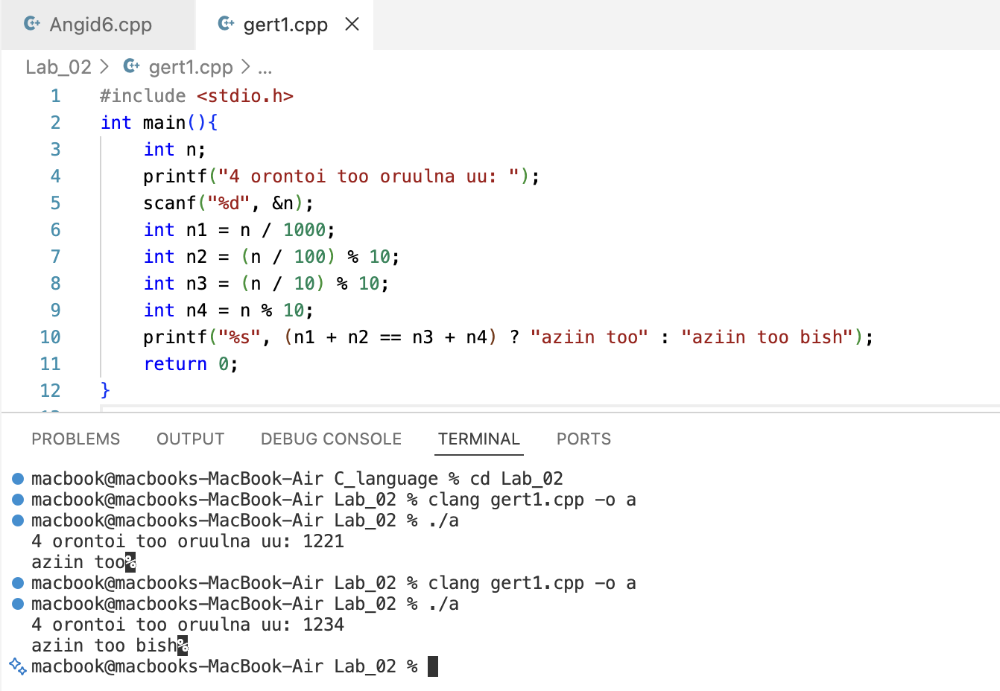 Angid6.cpp
gert1.cpp
Lab_02 > gert1.cpp > ...
1 #include <stdio.h>
2 int main(){
3 int n;
4 printf("4 orontoi too oruulna uu: ");
5 scanf("%d", &n);
6 int n1 = n / 1000;
7 int n2 = (n / 100) % 10;
8 int n3 = (n / 10) % 10;
9 int n4 = n % 10;
10 printf("%s", (n1 + n2 == n3 + n4) ? "aziin too" : "aziin too bish");
11 return 0;
12 }
PROBLEMS OUTPUT DEBUG CONSOLE TERMINAL PORTS
macbook@macbooks-MacBook-Air C_language % cd Lab_02
macbook@macbooks-MacBook-Air Lab_02 % clang gert1.cpp -o a
macbook@macbooks-MacBook-Air Lab_02 % ./a
4 orontoi too oruulna uu: 1221
aziin too%
macbook@macbooks-MacBook-Air Lab_02 % clang gert1.cpp -o a
macbook@macbooks-MacBook-Air Lab_02 % ./a
4 orontoi too oruulna uu: 1234
aziin too bish%
macbook@macbooks-MacBook-Air Lab_02 %